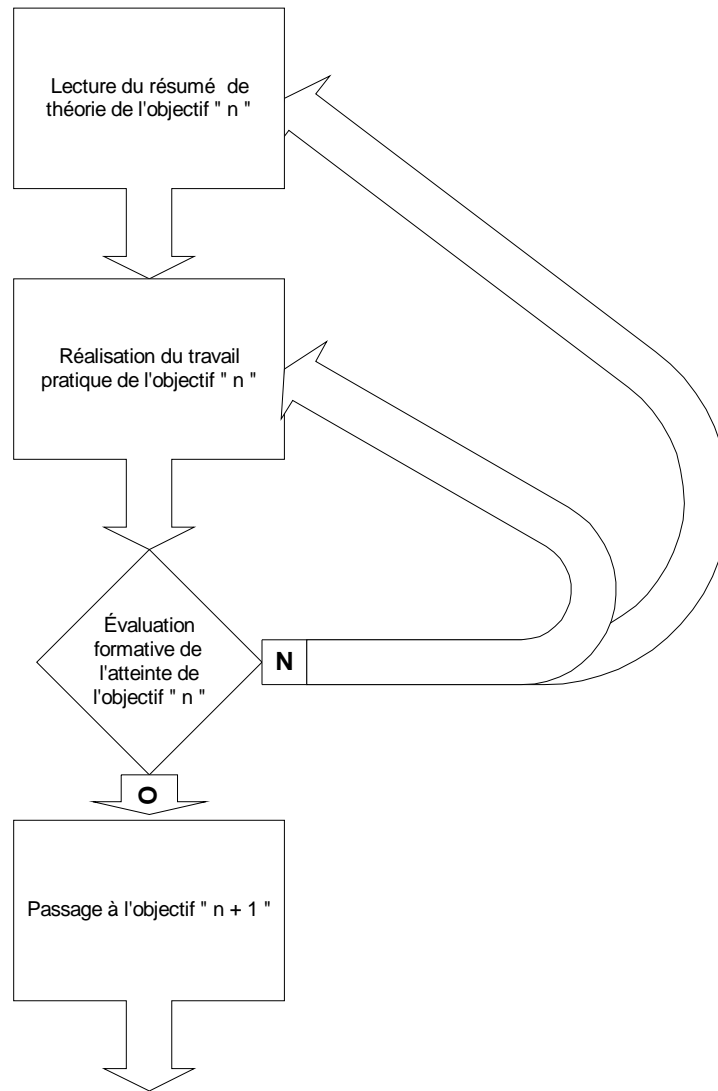 Lecture du résumé de
théorie de l'objectif " n "
Réalisation du travail
pratique de l'objectif " n "
Évaluation
formative de
l'atteinte de
l'objectif " n "
N
O
Passage à l'objectif " n + 1 "